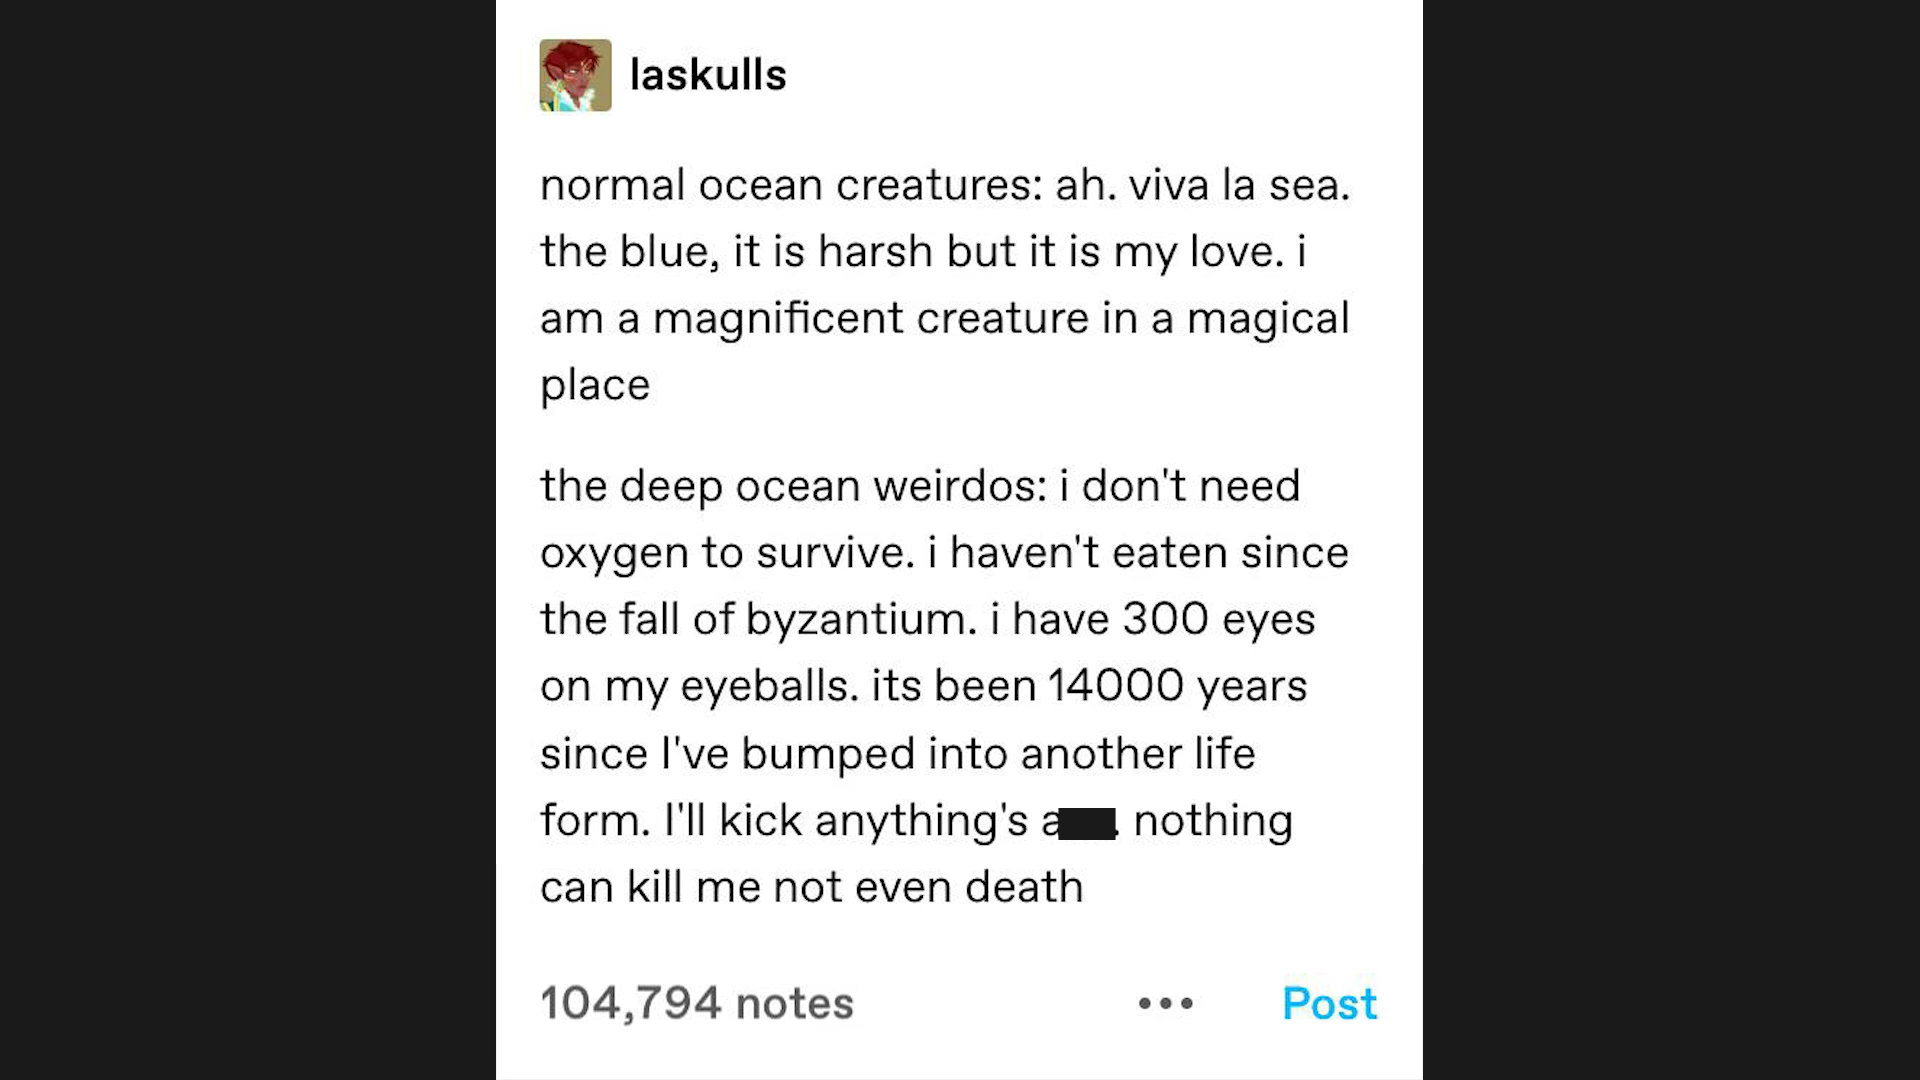 laskulls
normal ocean creatures: ah. viva la sea.
the blue, it is harsh but it is my love. i
am a magnificent creature in a magical
place
the deep ocean weirdos: i don't need
oxygen to survive. i haven't eaten since
the fall of byzantium. i have 300 eyes
on my eyeballs. its been 14000 years
since I've bumped into another life
form. I'll kick anything's a . nothing
can kill me not even death
104,794 notes
Post